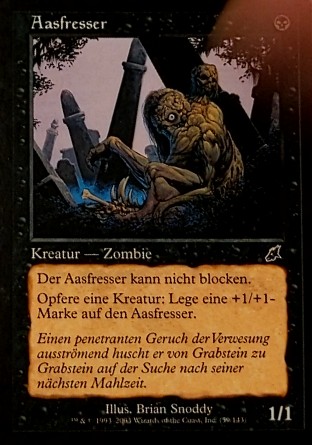 Aasfresser
Kreatur — Zombie
Der Aasfresser kann nicht blocken.
Opfere eine Kreatur: Lege eine +1/+1-
Marke auf den Aasfresser.
Einen penetranten Geruch der Verwesung
ausströmend huscht er von Grabstein zu
Grabstein auf der Suche nach seiner
nächsten Mahlzeit.
Illus. Brian Snoddy
1/1